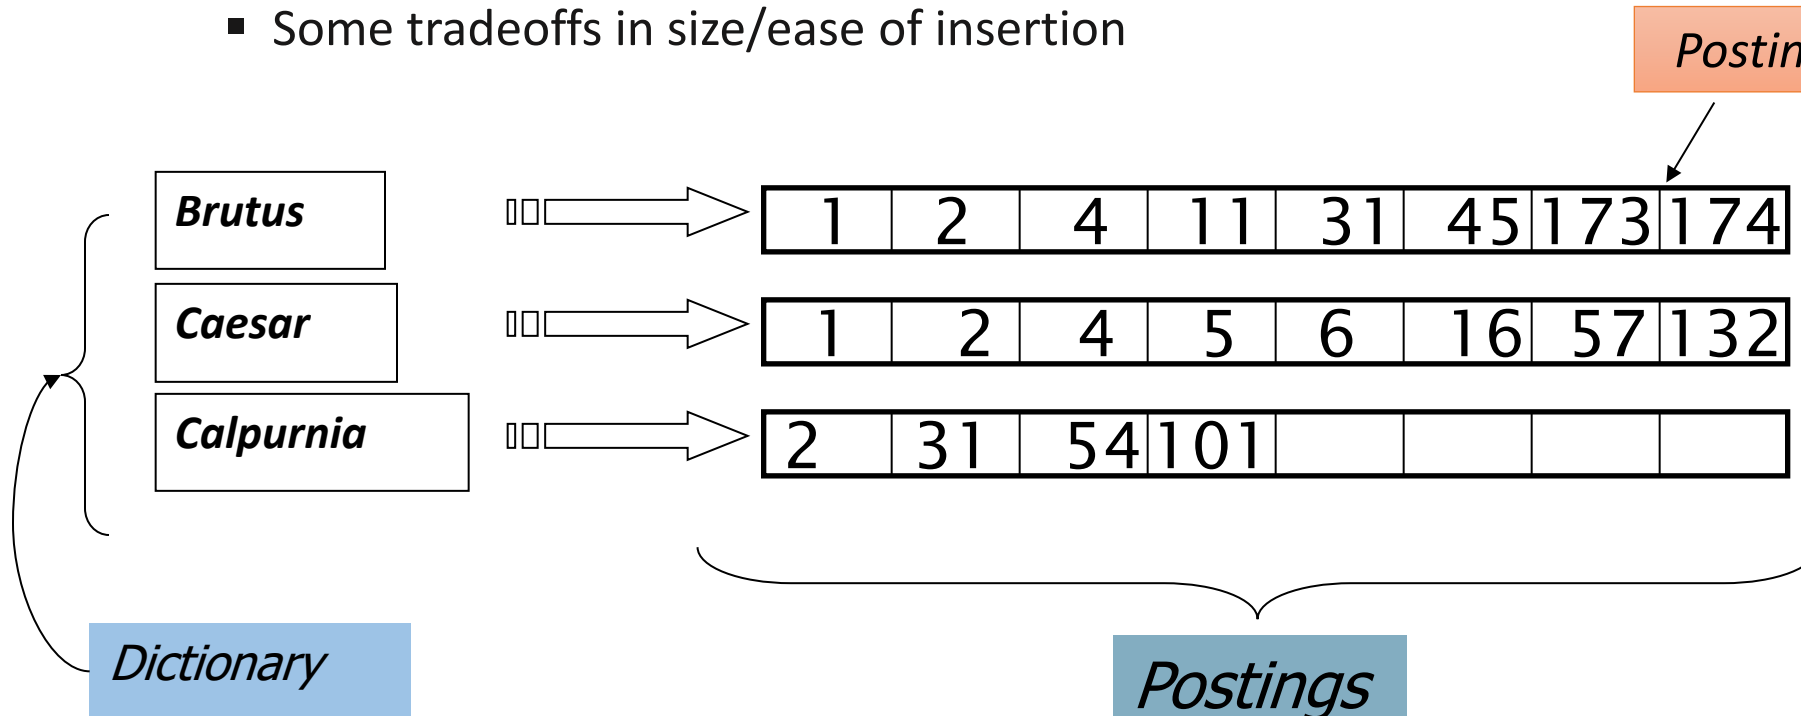 ▪ Some tradeoffs in size/ease of insertion
Brutus
1 2 4 11 31 45 173 174
Caesar
1 2 4 5 6 16 57 132
Calpurnia
2 31 54 101
Dictionary
Postings